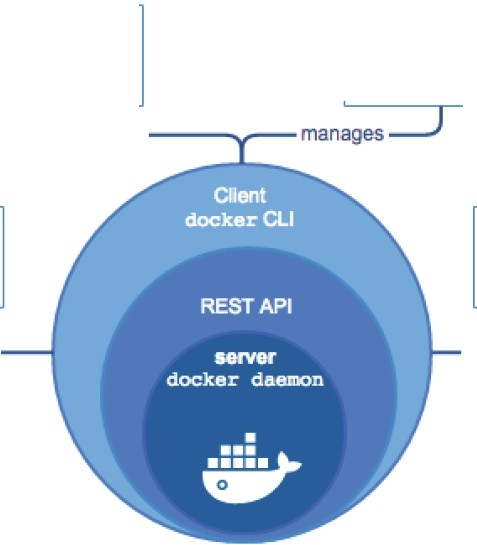 manages
Client
docker CLI
REST API
server
docker daemon